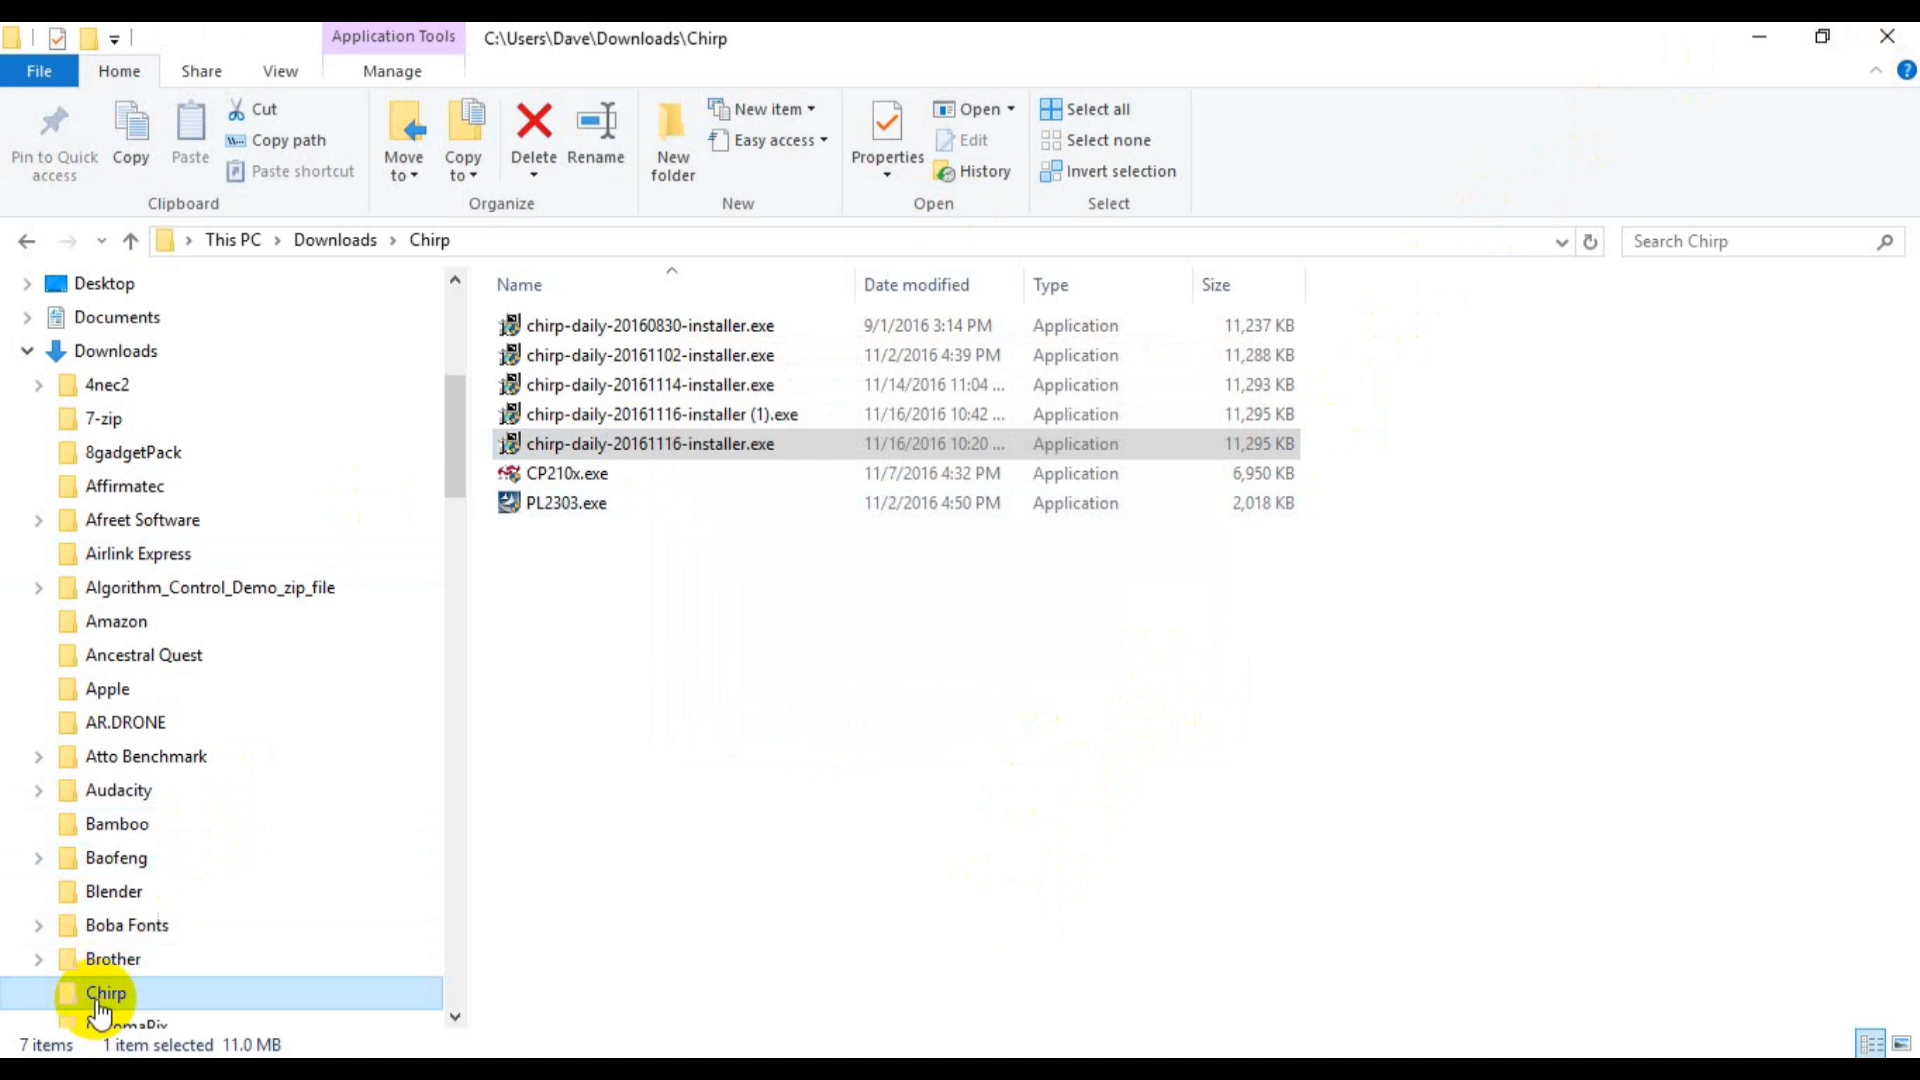 Application Tools
C:\Users\Dave\Downloads\Chirp
File
Home
Share
View
Manage
Pin to Quick access
Copy
Paste
Cut
Copy path
Paste shortcut
Clipboard
Move to
Copy to
Delete
Rename
Organize
New folder
New item
Easy access
New
Properties
Open
Edit
History
Open
Select all
Select none
Invert selection
Select
This PC
Downloads
Chirp
Search Chirp
Desktop
Documents
Downloads
4nec2
7-zip
8gadgetPack
Affirmatec
Afreet Software
Airlink Express
Algorithm_Control_Demo_zip_file
Amazon
Ancestral Quest
Apple
AR.DRONE
Atto Benchmark
Audacity
Bamboo
Baofeng
Blender
Boba Fonts
Brother
Chirp
Name Date modified Type Size
chirp-daily-20160830-installer.exe 9/1/2016 3:14 PM Application 11,237 KB
chirp-daily-20161102-installer.exe 11/2/2016 4:39 PM Application 11,288 KB
chirp-daily-20161114-installer.exe 11/14/2016 11:04 ... Application 11,293 KB
chirp-daily-20161116-installer (1).exe 11/16/2016 10:42 ... Application 11,295 KB
chirp-daily-20161116-installer.exe 11/16/2016 10:20 ... Application 11,295 KB
CP210x.exe 11/7/2016 4:32 PM Application 6,950 KB
PL2303.exe 11/2/2016 4:50 PM Application 2,018 KB
7 items 1 item selected 11.0 MB